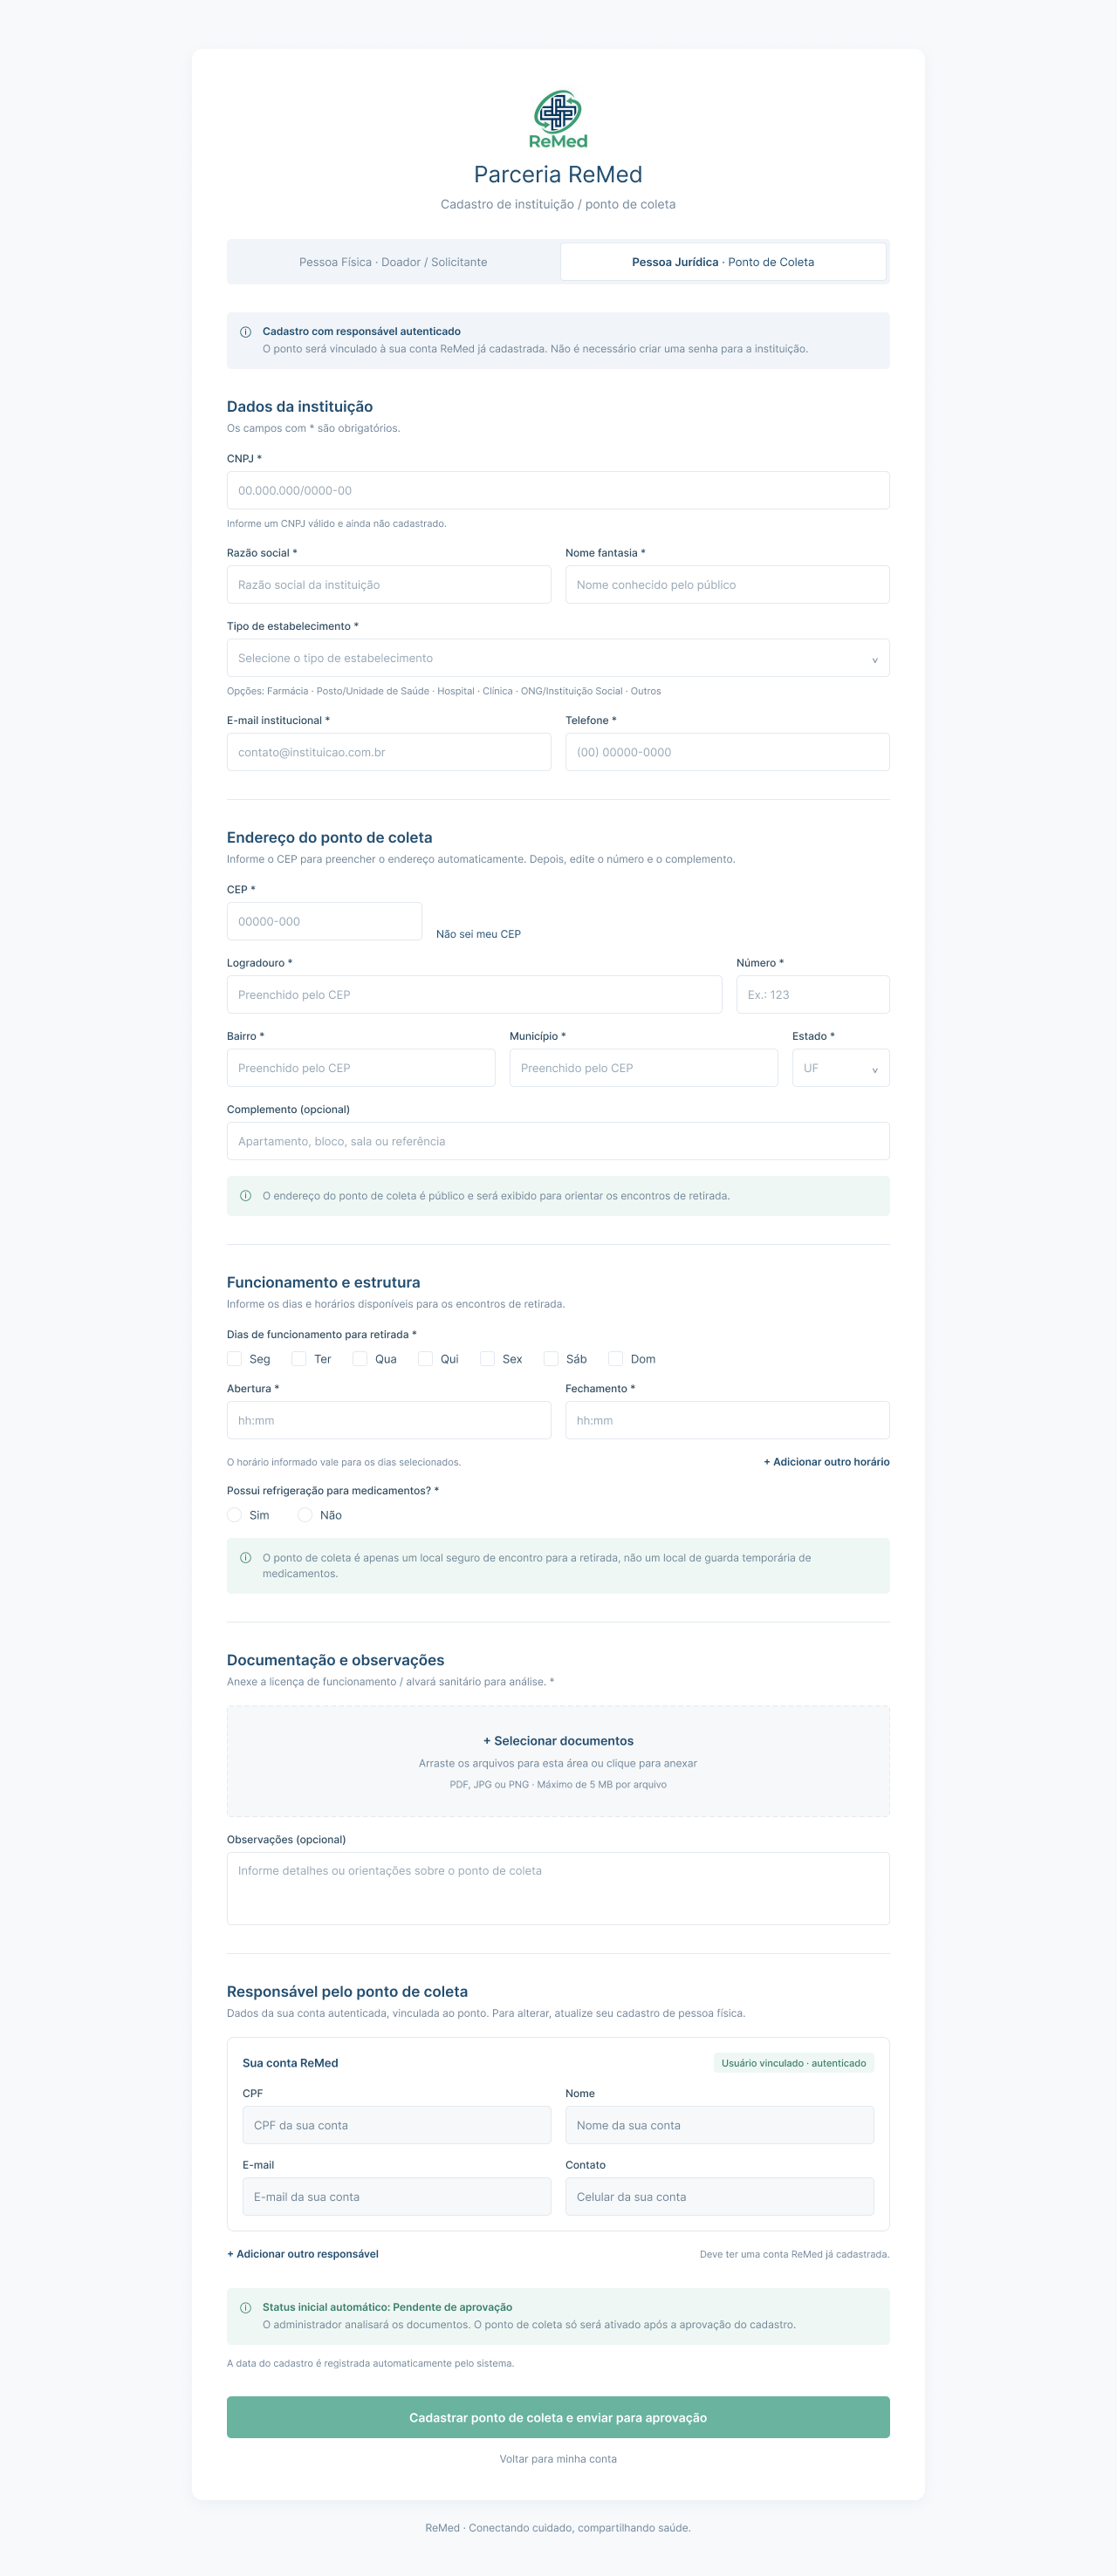 ReMed
Parceria ReMed
Cadastro de instituição / ponto de coleta
Pessoa Física · Doador / Solicitante
Pessoa Jurídica · Ponto de Coleta
Cadastro com responsável autenticado
O ponto será vinculado à sua conta ReMed já cadastrada. Não é necessário criar uma senha para a instituição.
Dados da instituição
Os campos com * são obrigatórios.
CNPJ *
00.000.000/0000-00
Informe um CNPJ válido e ainda não cadastrado.
Razão social *
Nome fantasia *
Razão social da instituição
Nome conhecido pelo público
Tipo de estabelecimento *
Selecione o tipo de estabelecimento
Opções: Farmácia · Posto/Unidade de Saúde · Hospital · Clínica · ONG/Instituição Social · Outros
E-mail institucional *
Telefone *
contato@instituicao.com.br
(00) 00000-0000
Endereço do ponto de coleta
Informe o CEP para preencher o endereço automaticamente. Depois, edite o número e o complemento.
CEP *
00000-000
Não sei meu CEP
Logradouro *
Número *
Preenchido pelo CEP
Ex.: 123
Bairro *
Município *
Estado *
Preenchido pelo CEP
Preenchido pelo CEP
UF
Complemento (opcional)
Apartamento, bloco, sala ou referência
O endereço do ponto de coleta é público e será exibido para orientar os encontros de retirada.
Funcionamento e estrutura
Informe os dias e horários disponíveis para os encontros de retirada.
Dias de funcionamento para retirada *
Seg Ter Qua Qui Sex Sáb Dom
Abertura *
Fechamento *
hh:mm
hh:mm
O horário informado vale para os dias selecionados.
+ Adicionar outro horário
Possui refrigeração para medicamentos? *
Sim Não
O ponto de coleta é apenas um local seguro de encontro para a retirada, não um local de guarda temporária de
medicamentos.
Documentação e observações
Anexe a licença de funcionamento / alvará sanitário para análise. *
+ Selecionar documentos
Arraste os arquivos para esta área ou clique para anexar
PDF, JPG ou PNG · Máximo de 5 MB por arquivo
Observações (opcional)
Informe detalhes ou orientações sobre o ponto de coleta
Responsável pelo ponto de coleta
Dados da sua conta autenticada, vinculada ao ponto. Para alterar, atualize seu cadastro de pessoa física.
Sua conta ReMed
Usuário vinculado · autenticado
CPF
Nome
CPF da sua conta
Nome da sua conta
E-mail
Contato
E-mail da sua conta
Celular da sua conta
+ Adicionar outro responsável
Deve ter uma conta ReMed já cadastrada.
Status inicial automático: Pendente de aprovação
O administrador analisará os documentos. O ponto de coleta só será ativado após a aprovação do cadastro.
A data do cadastro é registrada automaticamente pelo sistema.
Cadastrar ponto de coleta e enviar para aprovação
Voltar para minha conta
ReMed · Conectando cuidado, compartilhando saúde.